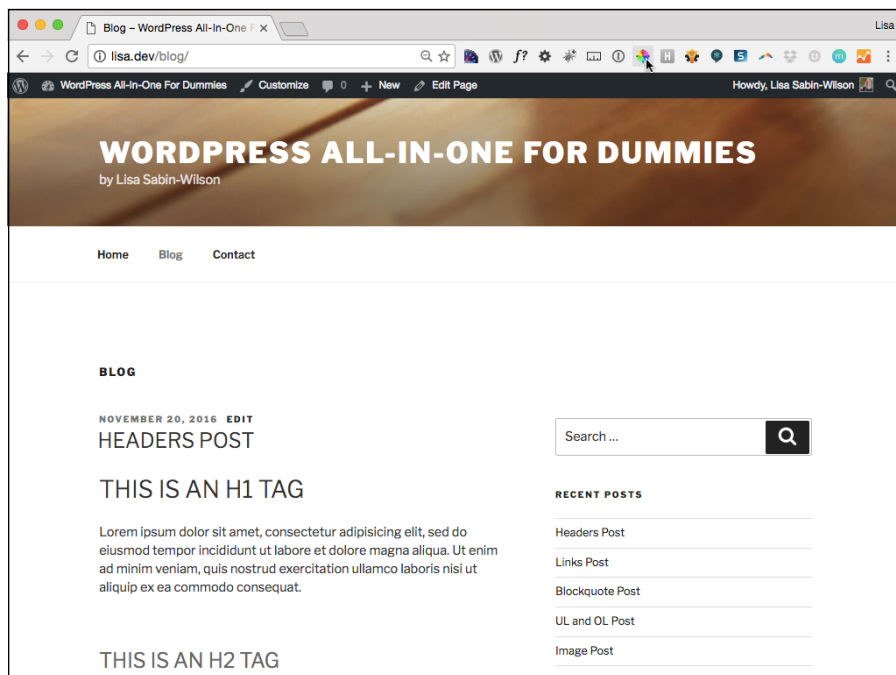 Blog – WordPress All-In-One F
Lisa
lisa.dev/blog/
f?
H
S
m
WordPress All-In-One For Dummies Customize 0 New Edit Page Howdy, Lisa Sabin-Wilson
WORDPRESS ALL-IN-ONE FOR DUMMIES
by Lisa Sabin-Wilson
Home Blog Contact
BLOG
NOVEMBER 20, 2016 EDIT
HEADERS POST
THIS IS AN H1 TAG
Lorem ipsum dolor sit amet, consectetur adipisicing elit, sed do
eiusmod tempor incididunt ut labore et dolore magna aliqua. Ut enim
ad minim veniam, quis nostrud exercitation ullamco laboris nisi ut
aliquip ex ea commodo consequat.
THIS IS AN H2 TAG
Search ...
RECENT POSTS
Headers Post
Links Post
Blockquote Post
UL and OL Post
Image Post